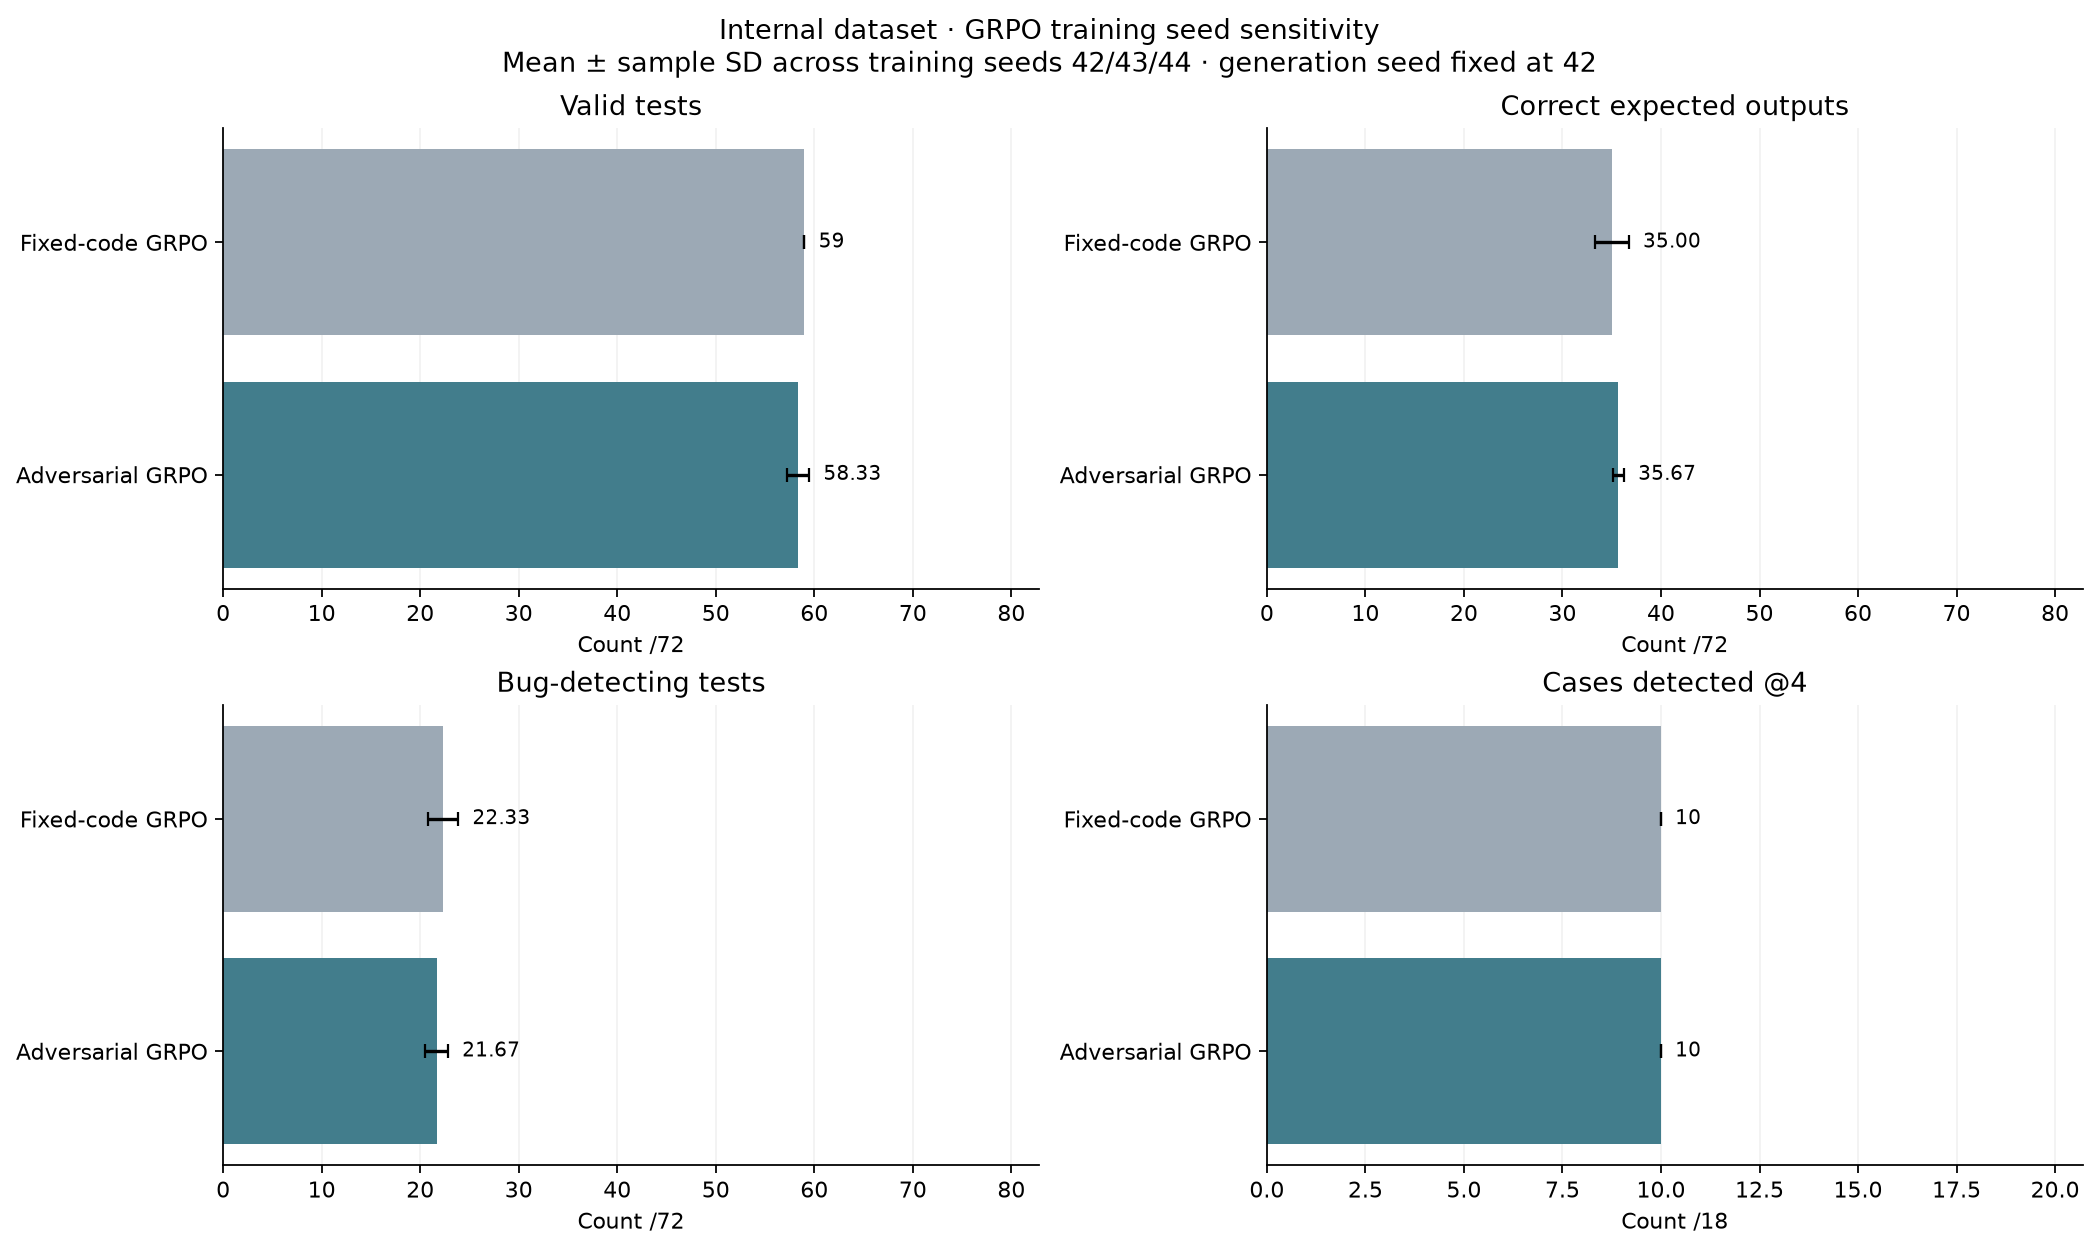 Internal dataset · GRPO training seed sensitivity
Mean ± sample SD across training seeds 42/43/44 · generation seed fixed at 42
Valid tests
Fixed-code GRPO
59
Adversarial GRPO
58.33
0 10 20 30 40 50 60 70 80
Count /72
Correct expected outputs
Fixed-code GRPO
35.00
Adversarial GRPO
35.67
0 10 20 30 40 50 60 70 80
Count /72
Bug-detecting tests
Fixed-code GRPO
22.33
Adversarial GRPO
21.67
0 10 20 30 40 50 60 70 80
Count /72
Cases detected @4
Fixed-code GRPO
10
Adversarial GRPO
10
0.0 2.5 5.0 7.5 10.0 12.5 15.0 17.5 20.0
Count /18